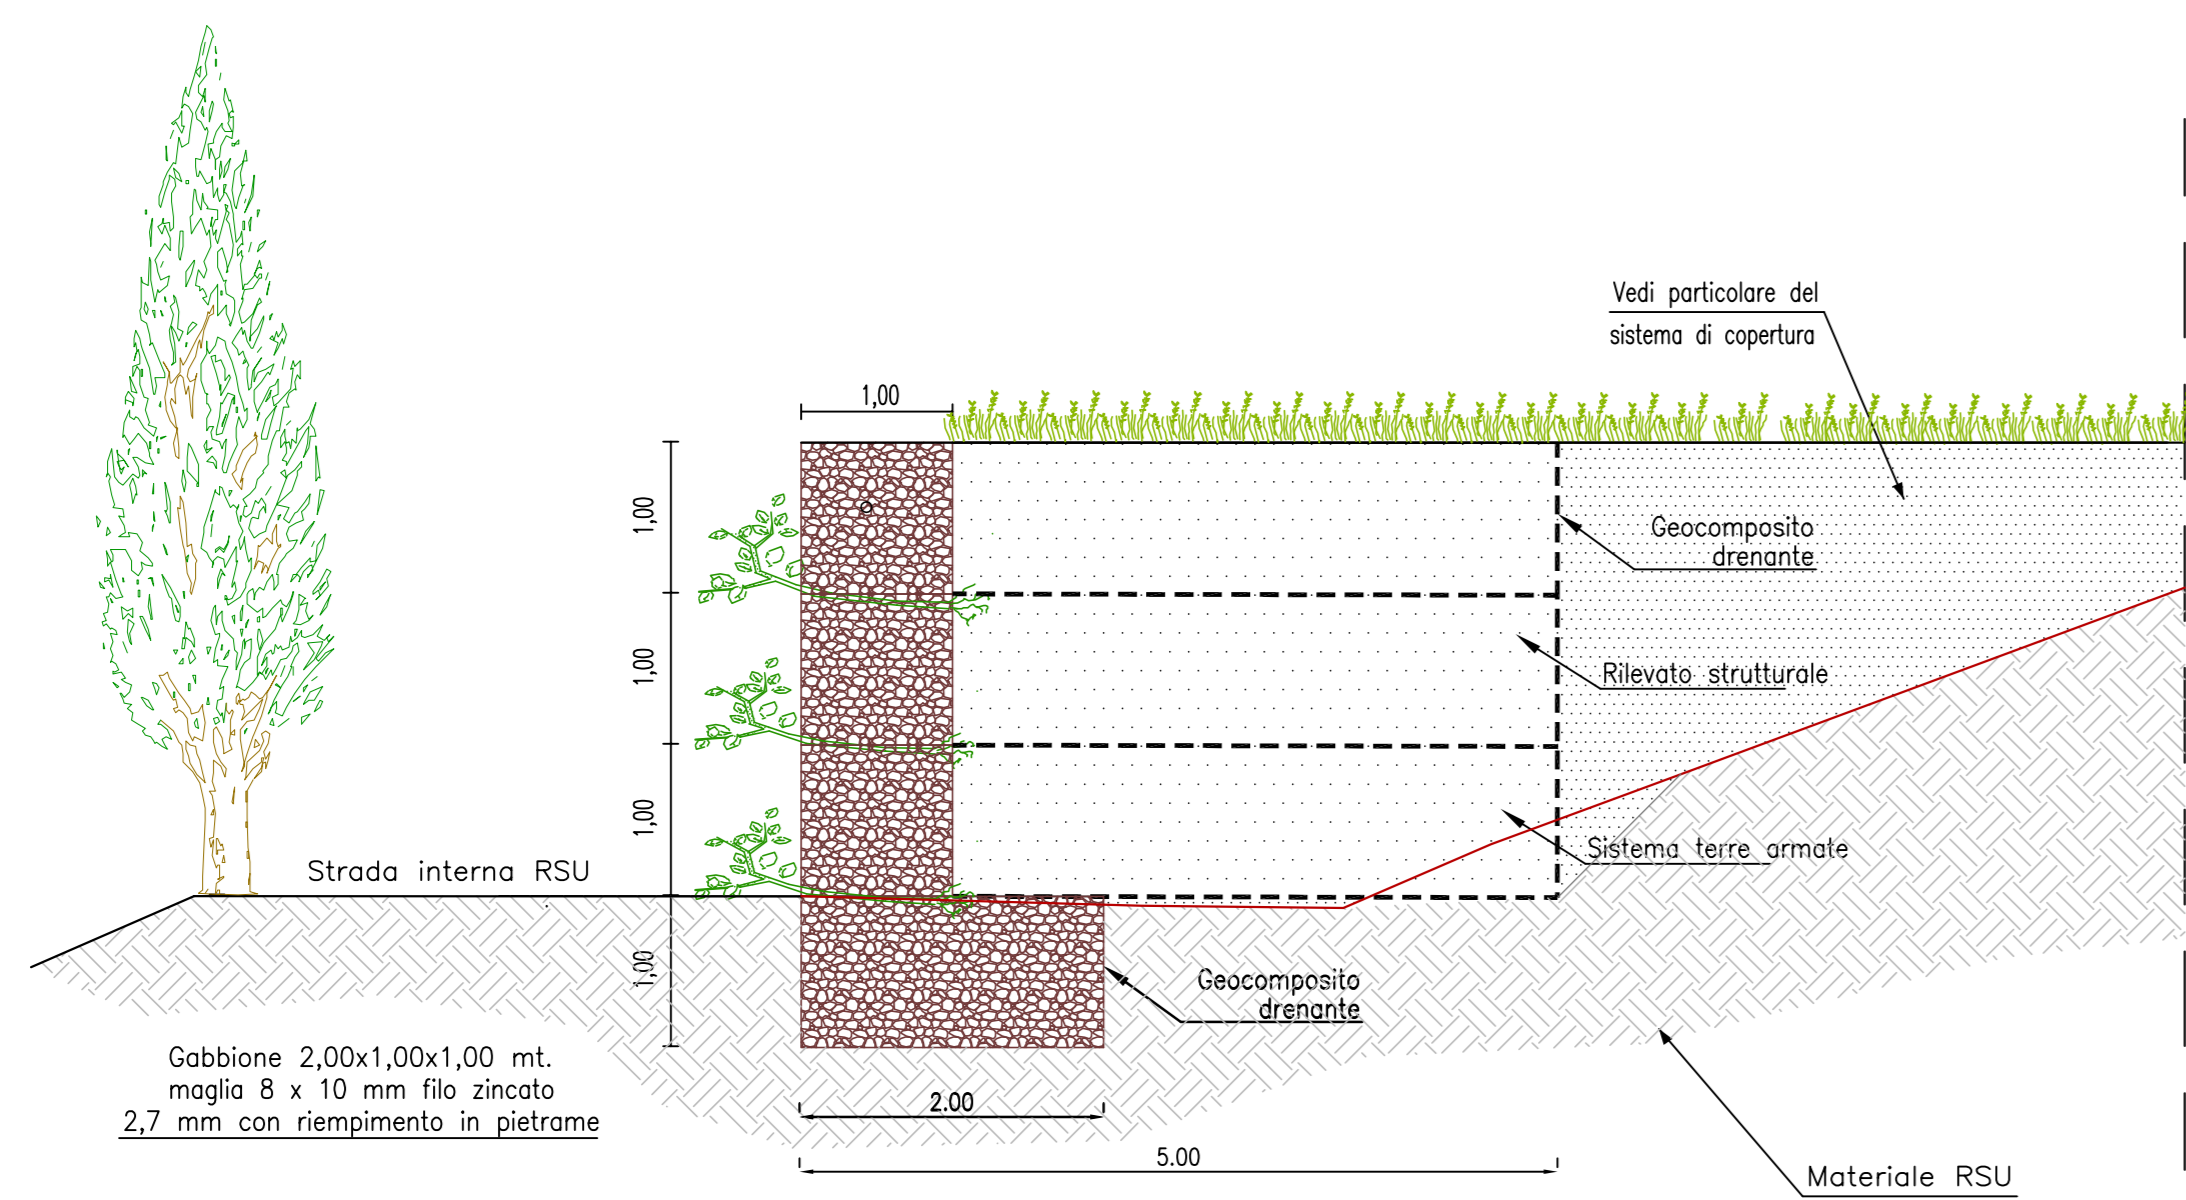 Vedi particolare del
sistema di copertura
1,00
1,00
Geocomposito
drenante
1,00
Rilevato strutturale
1,00
Sistema terre armate
Strada interna RSU
1,00
Geocomposito
drenante
Gabbione 2,00x1,00x1,00 mt.
maglia 8 x 10 mm filo zincato
2,7 mm con riempimento in pietrame
2.00
5.00
Materiale RSU